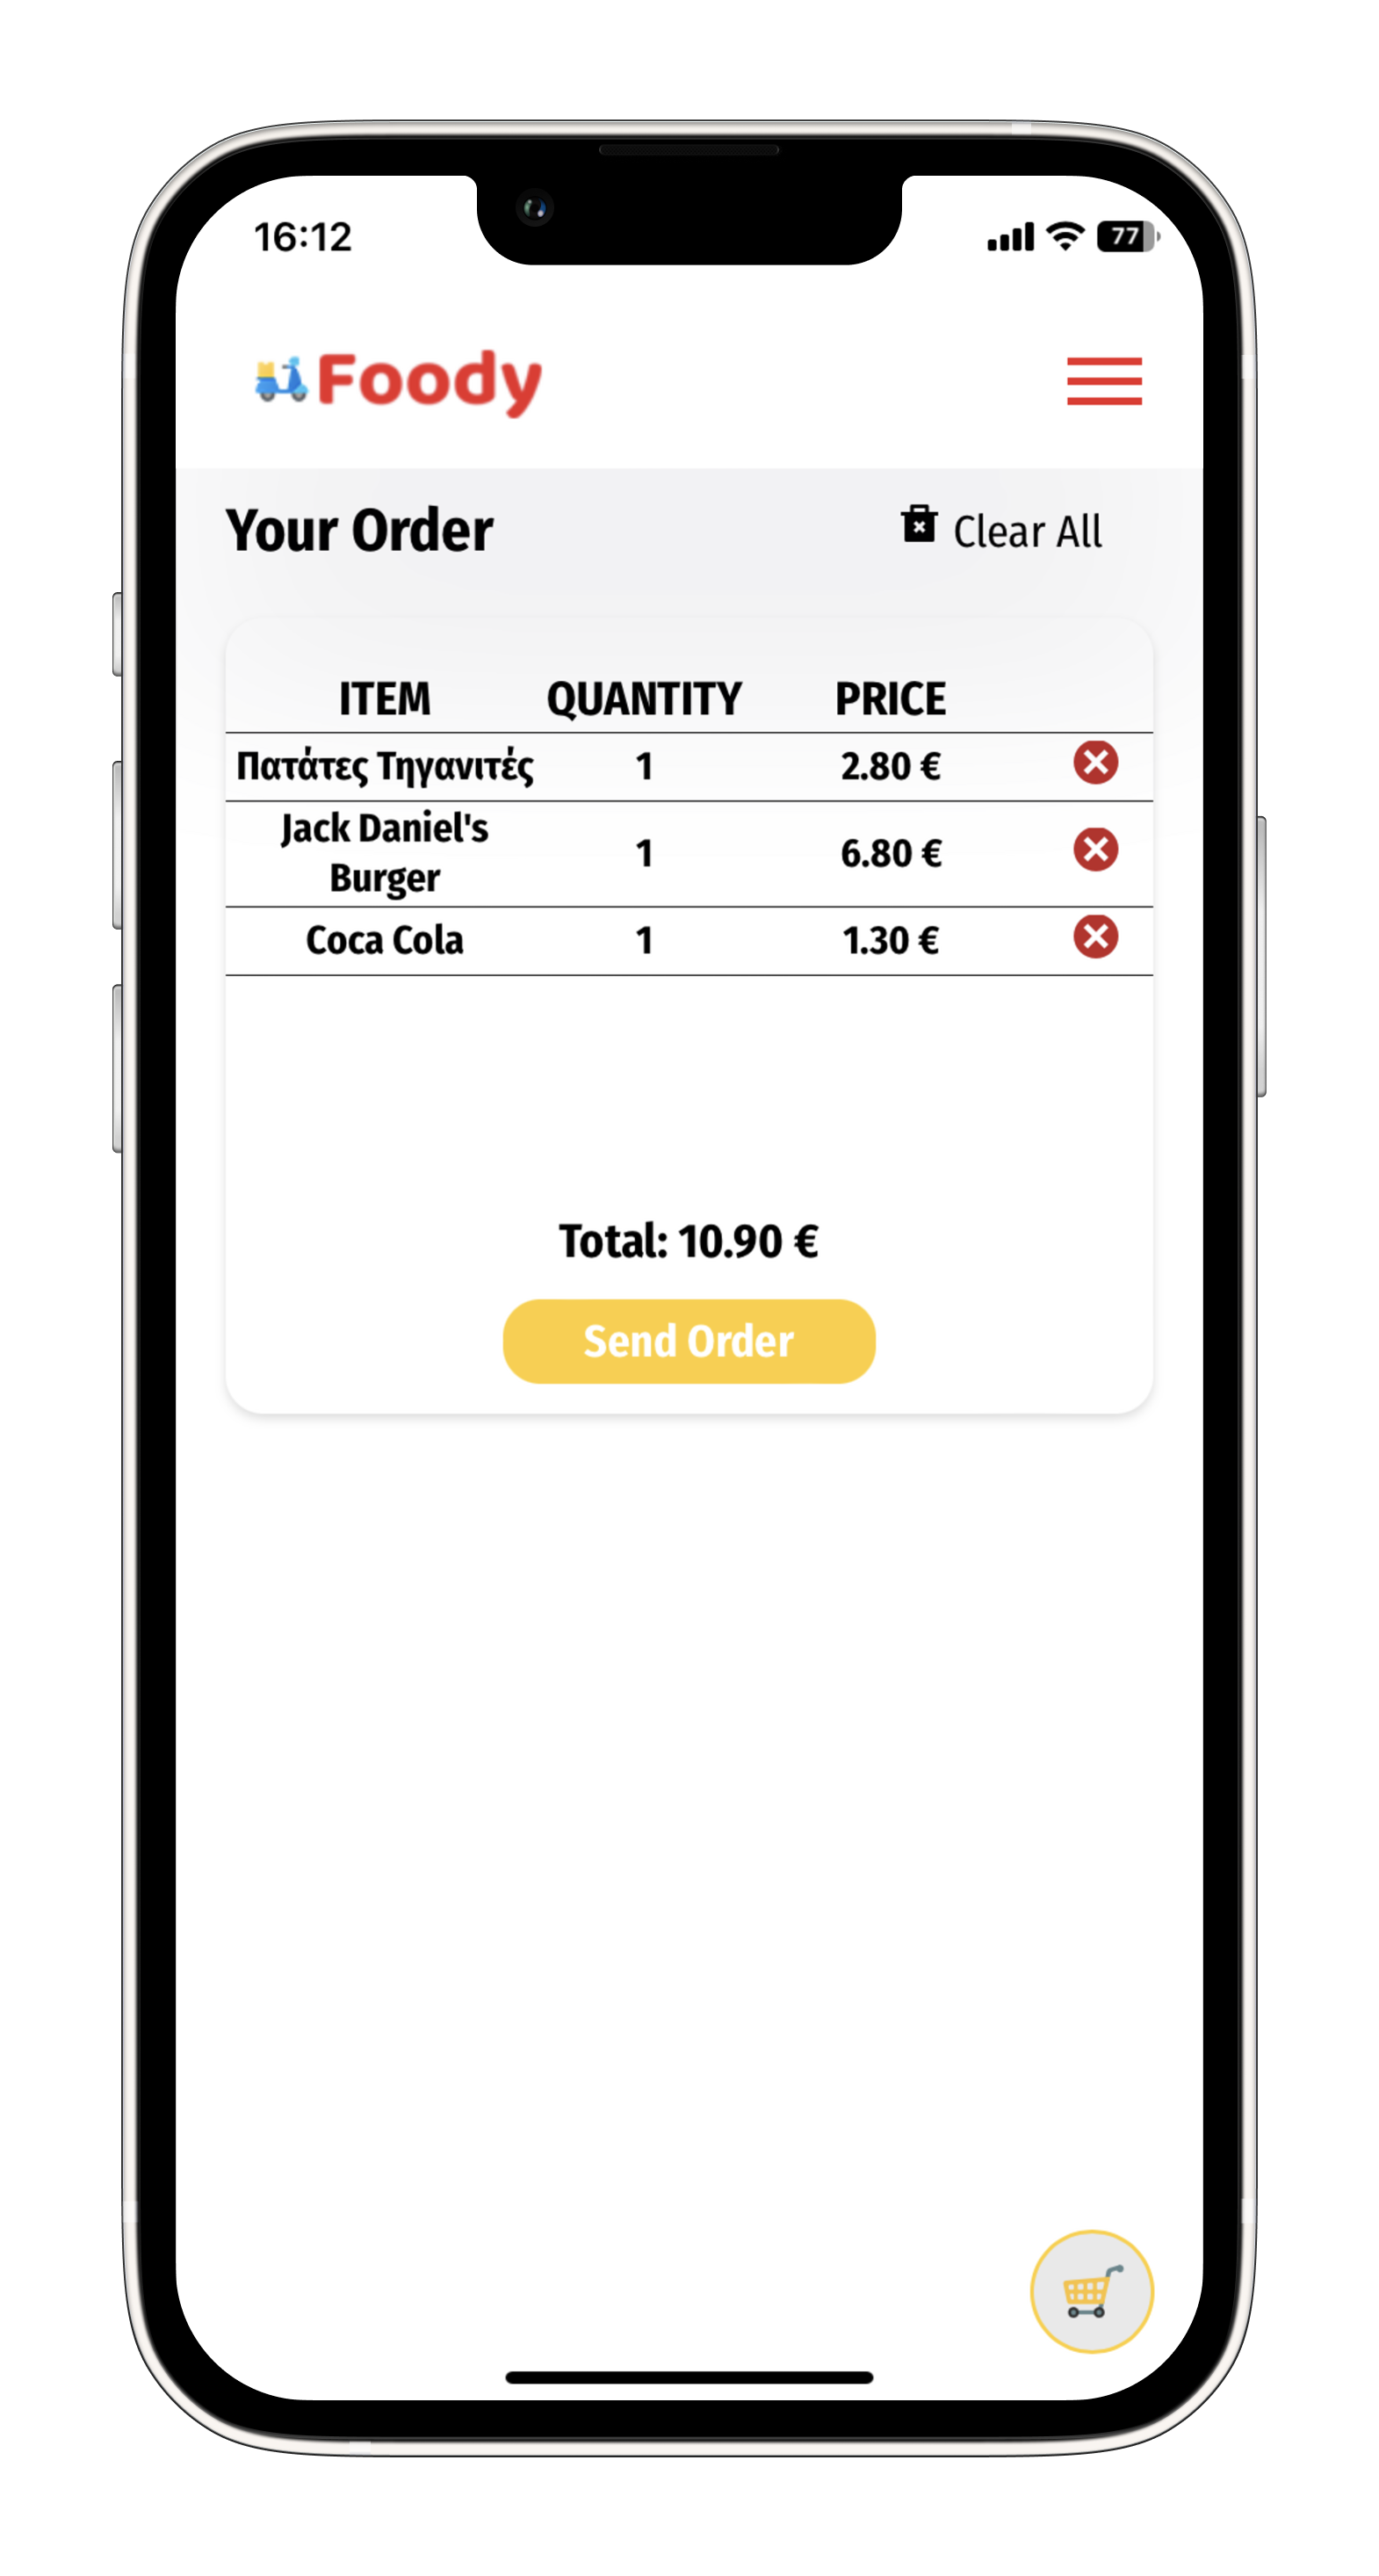 16:12
77
Foody
Your Order
Clear All
ITEM QUANTITY PRICE
Πατάτες Τηγανιτές 1 2.80 €
Jack Daniel's
Burger 1 6.80 €
Coca Cola 1 1.30 €
Total: 10.90 €
Send Order